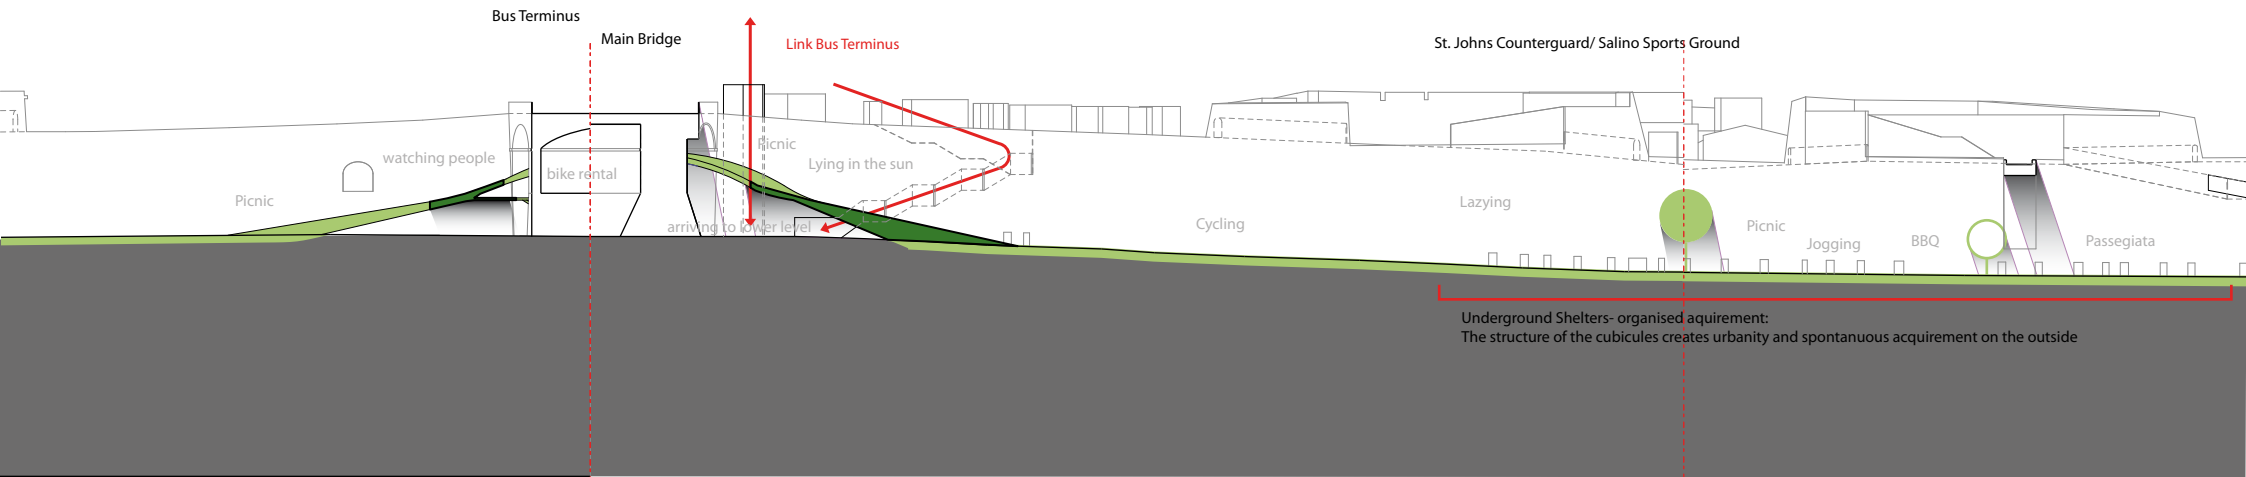 Bus Terminus
Main Bridge
Link Bus Terminus
St. Johns Counterguard/ Salino Sports Ground
Picnic
watching people
bike rental
Picnic
Lying in the sun
arriving to lower level
Cycling
Lazying
Picnic
Jogging
BBQ
Passegiata
Underground Shelters- organised aquirement:
The structure of the cubicules creates urbanity and spontanuous acquirement on the outside